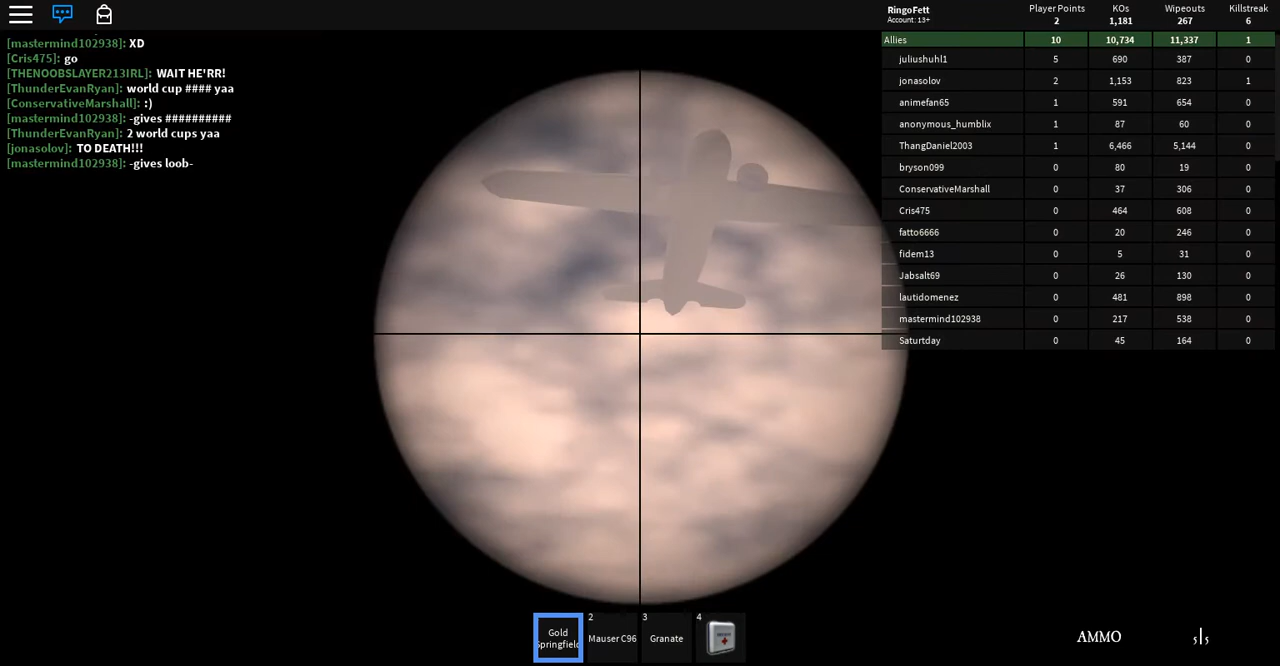 RingoFett
Account: 13+
Player Points KOs Wipeouts Killstreak
2 1,181 267 6
[mastermind102938]: XD
[Cris475]: go
[THENOOBSLAYER213IRL]: WAIT HE'RR!
[ThunderEvanRyan]: world cup #### yaa
[ConservativeMarshall]: :)
[mastermind102938]: -gives ##########
[ThunderEvanRyan]: 2 world cups yaa
[jonasolov]: TO DEATH!!!
[mastermind102938]: -gives loob-
Allies 10 10,734 11,337 1
juliushuhl1 5 690 387 0
jonasolov 2 1,153 823 1
animefan65 1 591 654 0
anonymous_humblix 1 87 60 0
ThangDaniel2003 1 6,466 5,144 0
bryson099 0 80 19 0
ConservativeMarshall 0 37 306 0
Cris475 0 464 608 0
fatto6666 0 20 246 0
fidem13 0 5 31 0
Jabsalt69 0 26 130 0
lautidomenez 0 481 898 0
mastermind102938 0 217 538 0
Saturtday 0 45 164 0
Gold
Springfield
2
Mauser C96
3
Granate
4
AMMO 5|5